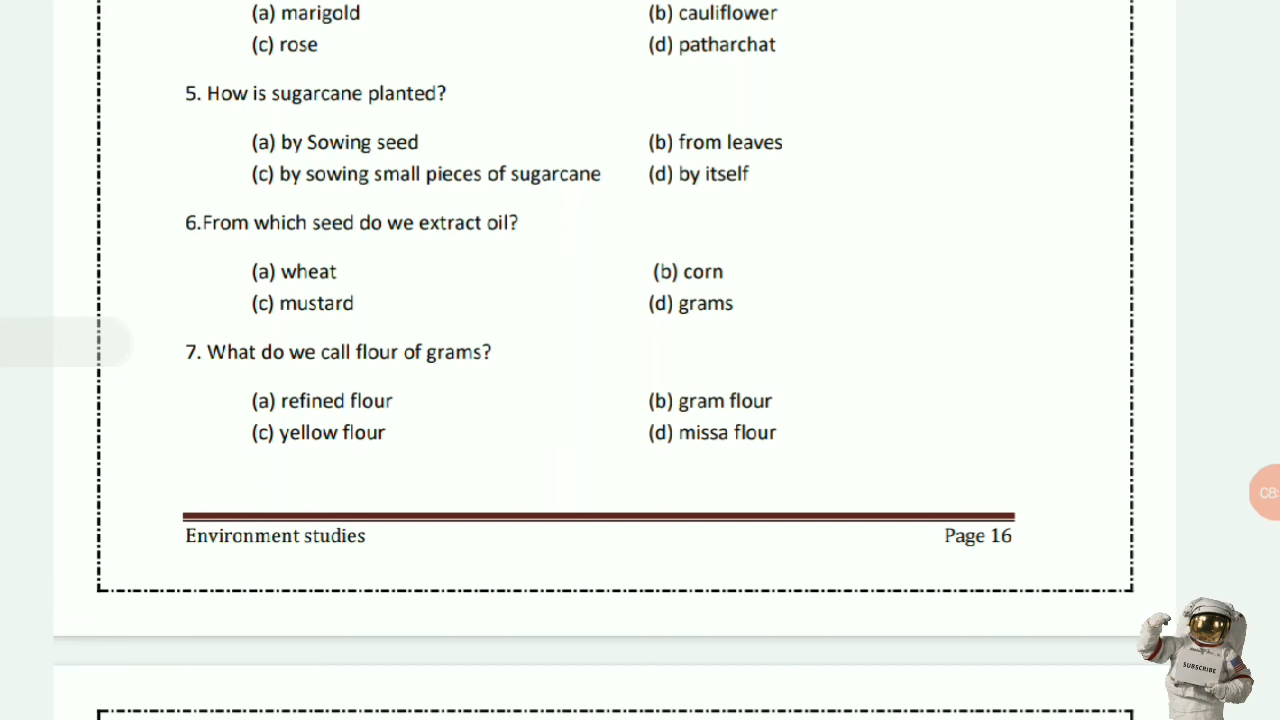 (a) marigold (b) cauliflower
(c) rose (d) patharchat
5. How is sugarcane planted?
(a) by Sowing seed (b) from leaves
(c) by sowing small pieces of sugarcane (d) by itself
6.From which seed do we extract oil?
(a) wheat (b) corn
(c) mustard (d) grams
7. What do we call flour of grams?
(a) refined flour (b) gram flour
(c) yellow flour (d) missa flour
08:
Environment studies Page 16
SUBSCRIBE